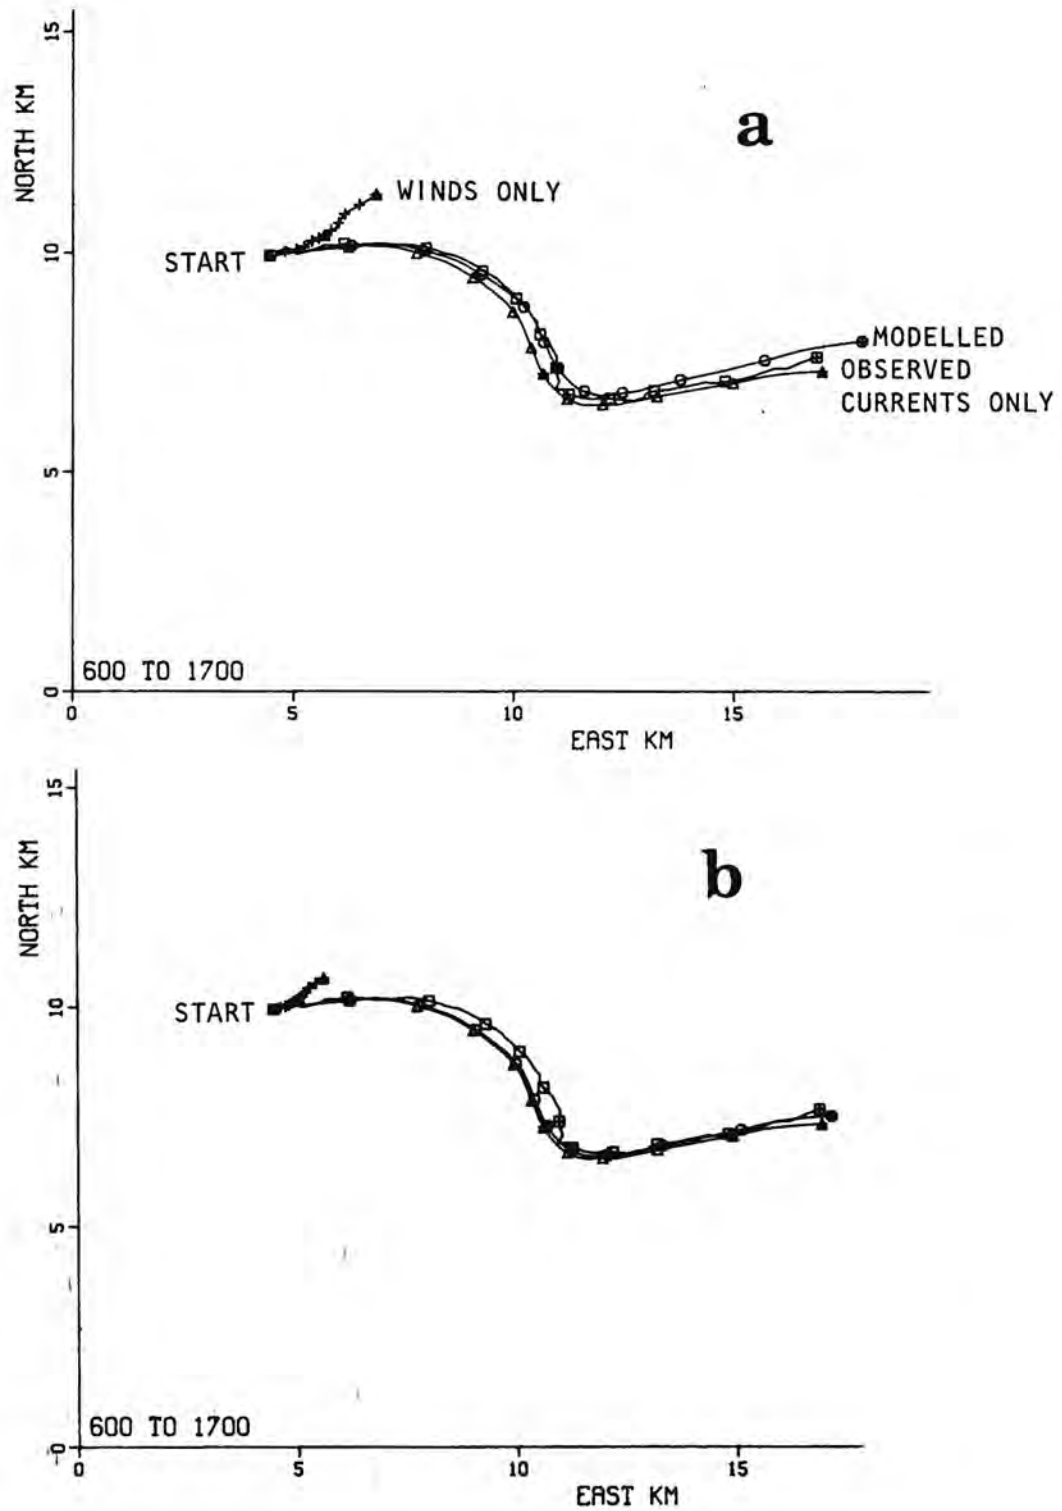 15
NORTH KM
a
WINDS ONLY
10
START
MODELLED
OBSERVED
CURRENTS ONLY
5
600 TO 1700
0
0 5 10 15
EAST KM
15
NORTH KM
b
10
START
5
600 TO 1700
0
0 5 10 15
EAST KM